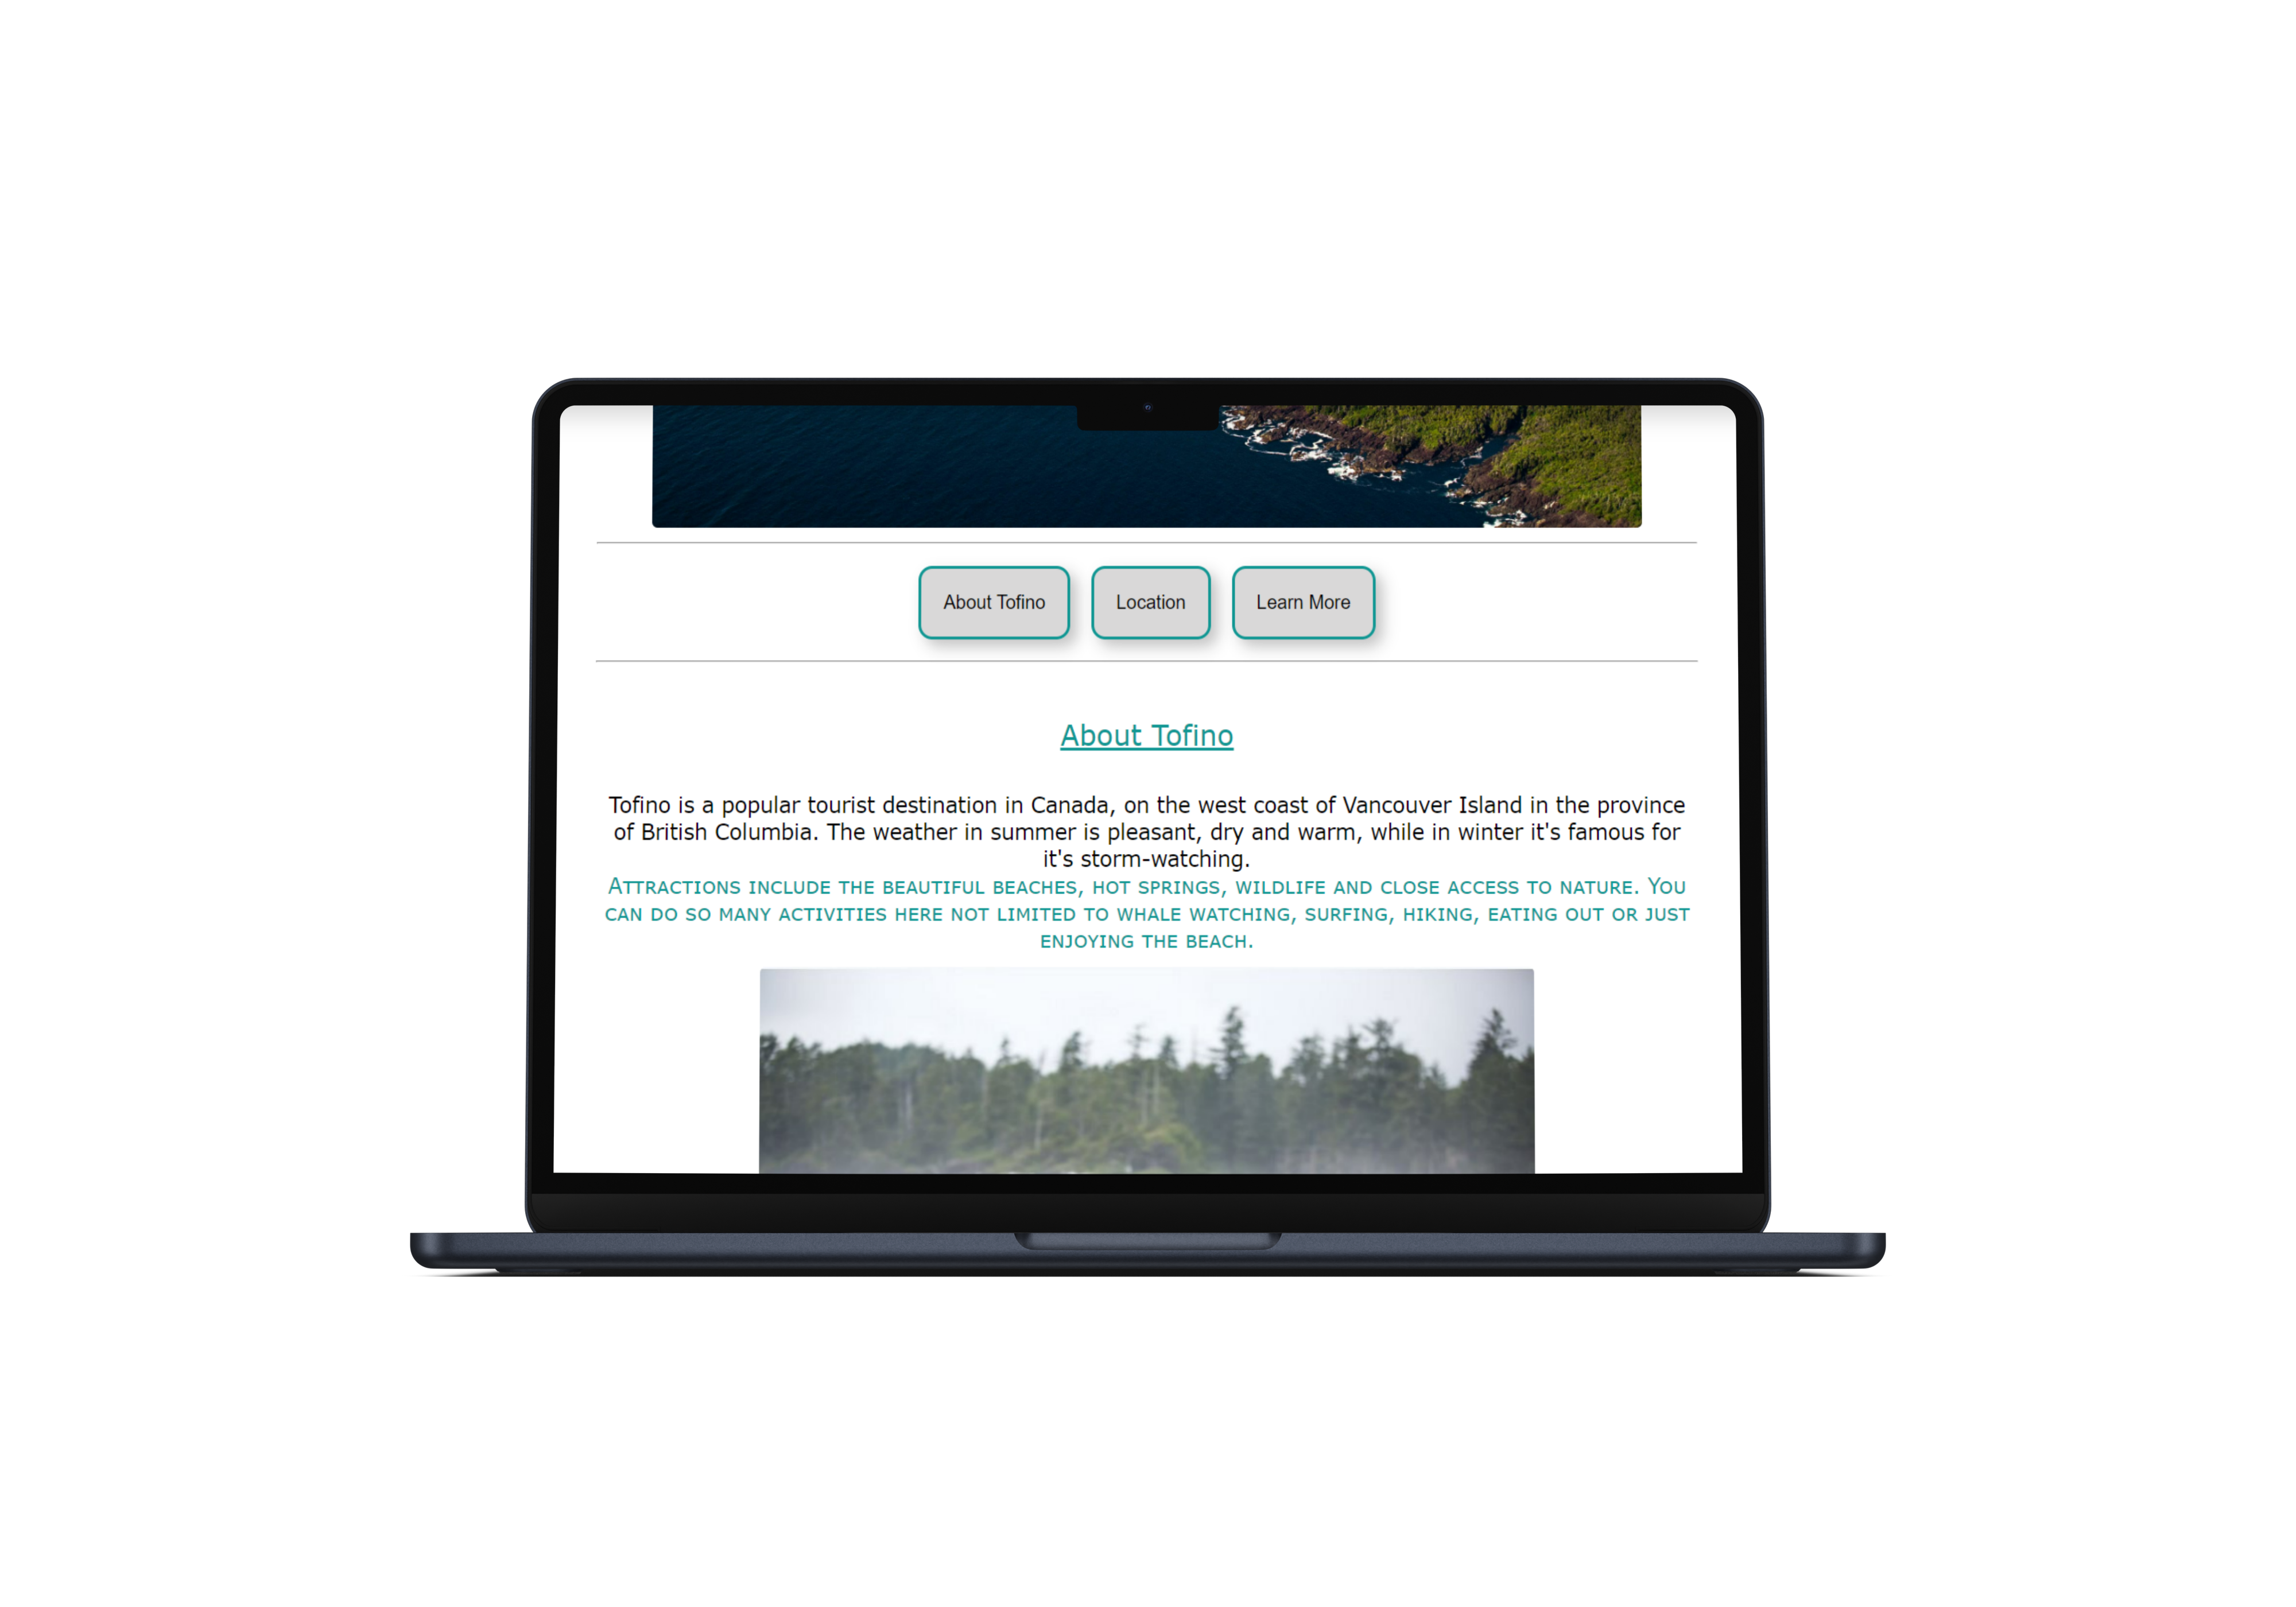 About Tofino
Location
Learn More
About Tofino
Tofino is a popular tourist destination in Canada, on the west coast of Vancouver Island in the province
of British Columbia. The weather in summer is pleasant, dry and warm, while in winter it's famous for
it's storm-watching.
Attractions include the beautiful beaches, hot springs, wildlife and close access to nature. You
can do so many activities here not limited to whale watching, surfing, hiking, eating out or just
enjoying the beach.